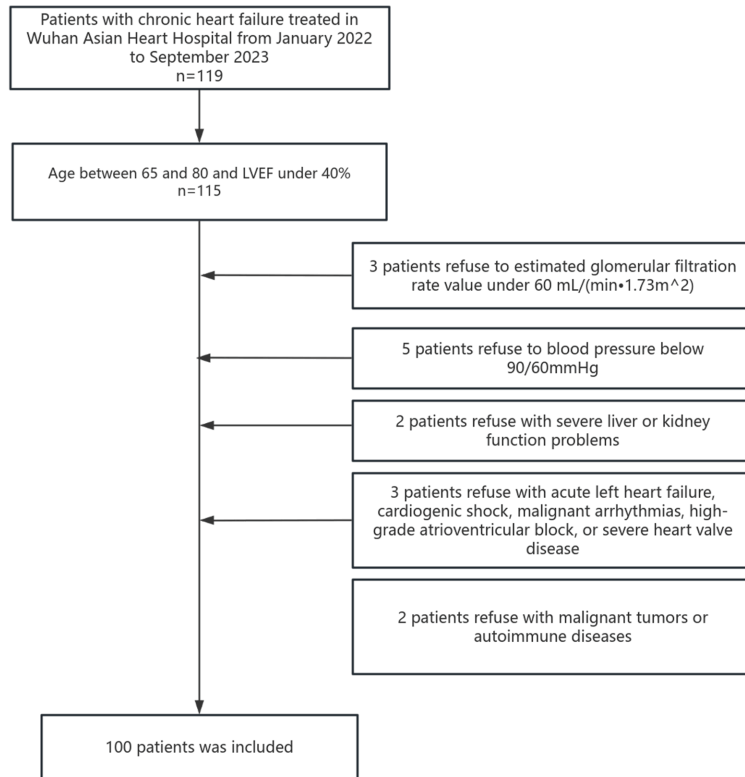 Patients with chronic heart failure treated in
Wuhan Asian Heart Hospital from January 2022
to September 2023
n=119
Age between 65 and 80 and LVEF under 40%
n=115
3 patients refuse to estimated glomerular filtration
rate value under 60 mL/(min•1.73m^2)
5 patients refuse to blood pressure below
90/60mmHg
2 patients refuse with severe liver or kidney
function problems
3 patients refuse with acute left heart failure,
cardiogenic shock, malignant arrhythmias, high-
grade atrioventricular block, or severe heart valve
disease
2 patients refuse with malignant tumors or
autoimmune diseases
100 patients was included